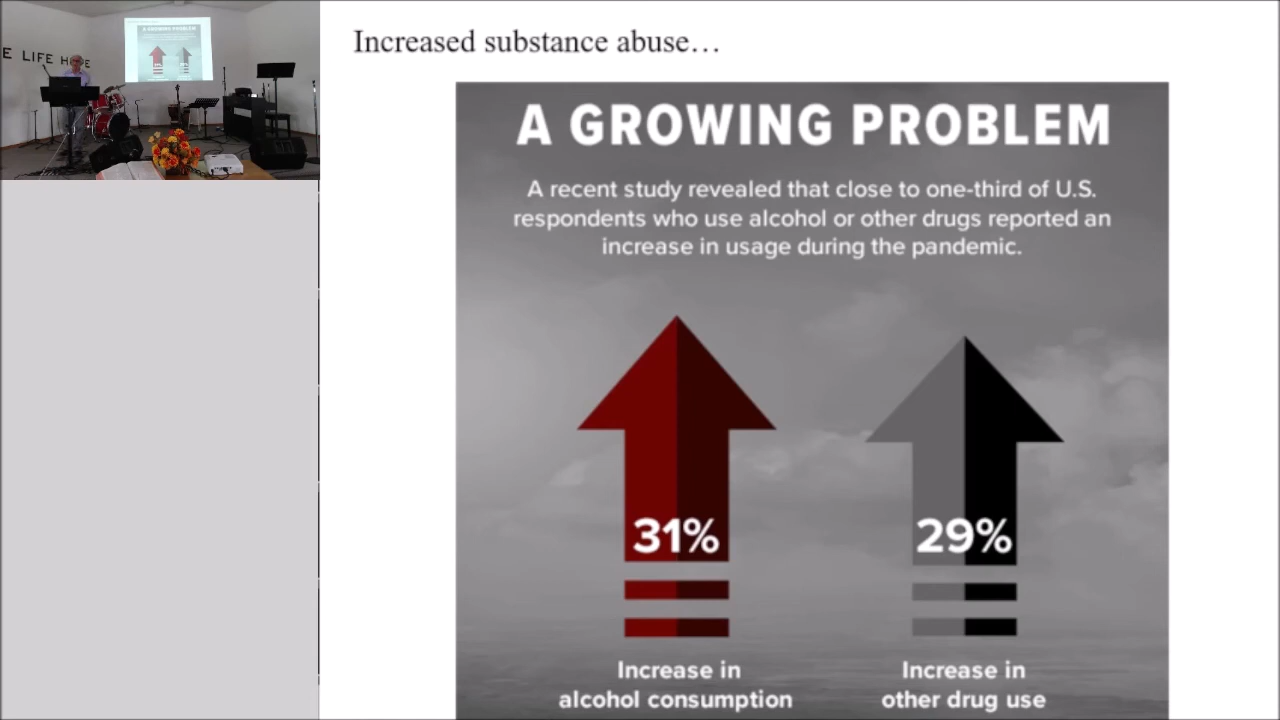 E LIFE H PE
Increased substance abuse…
A GROWING PROBLEM
A recent study revealed that close to one-third of U.S.
respondents who use alcohol or other drugs reported an
increase in usage during the pandemic.
31%
29%
Increase in
alcohol consumption
Increase in
other drug use